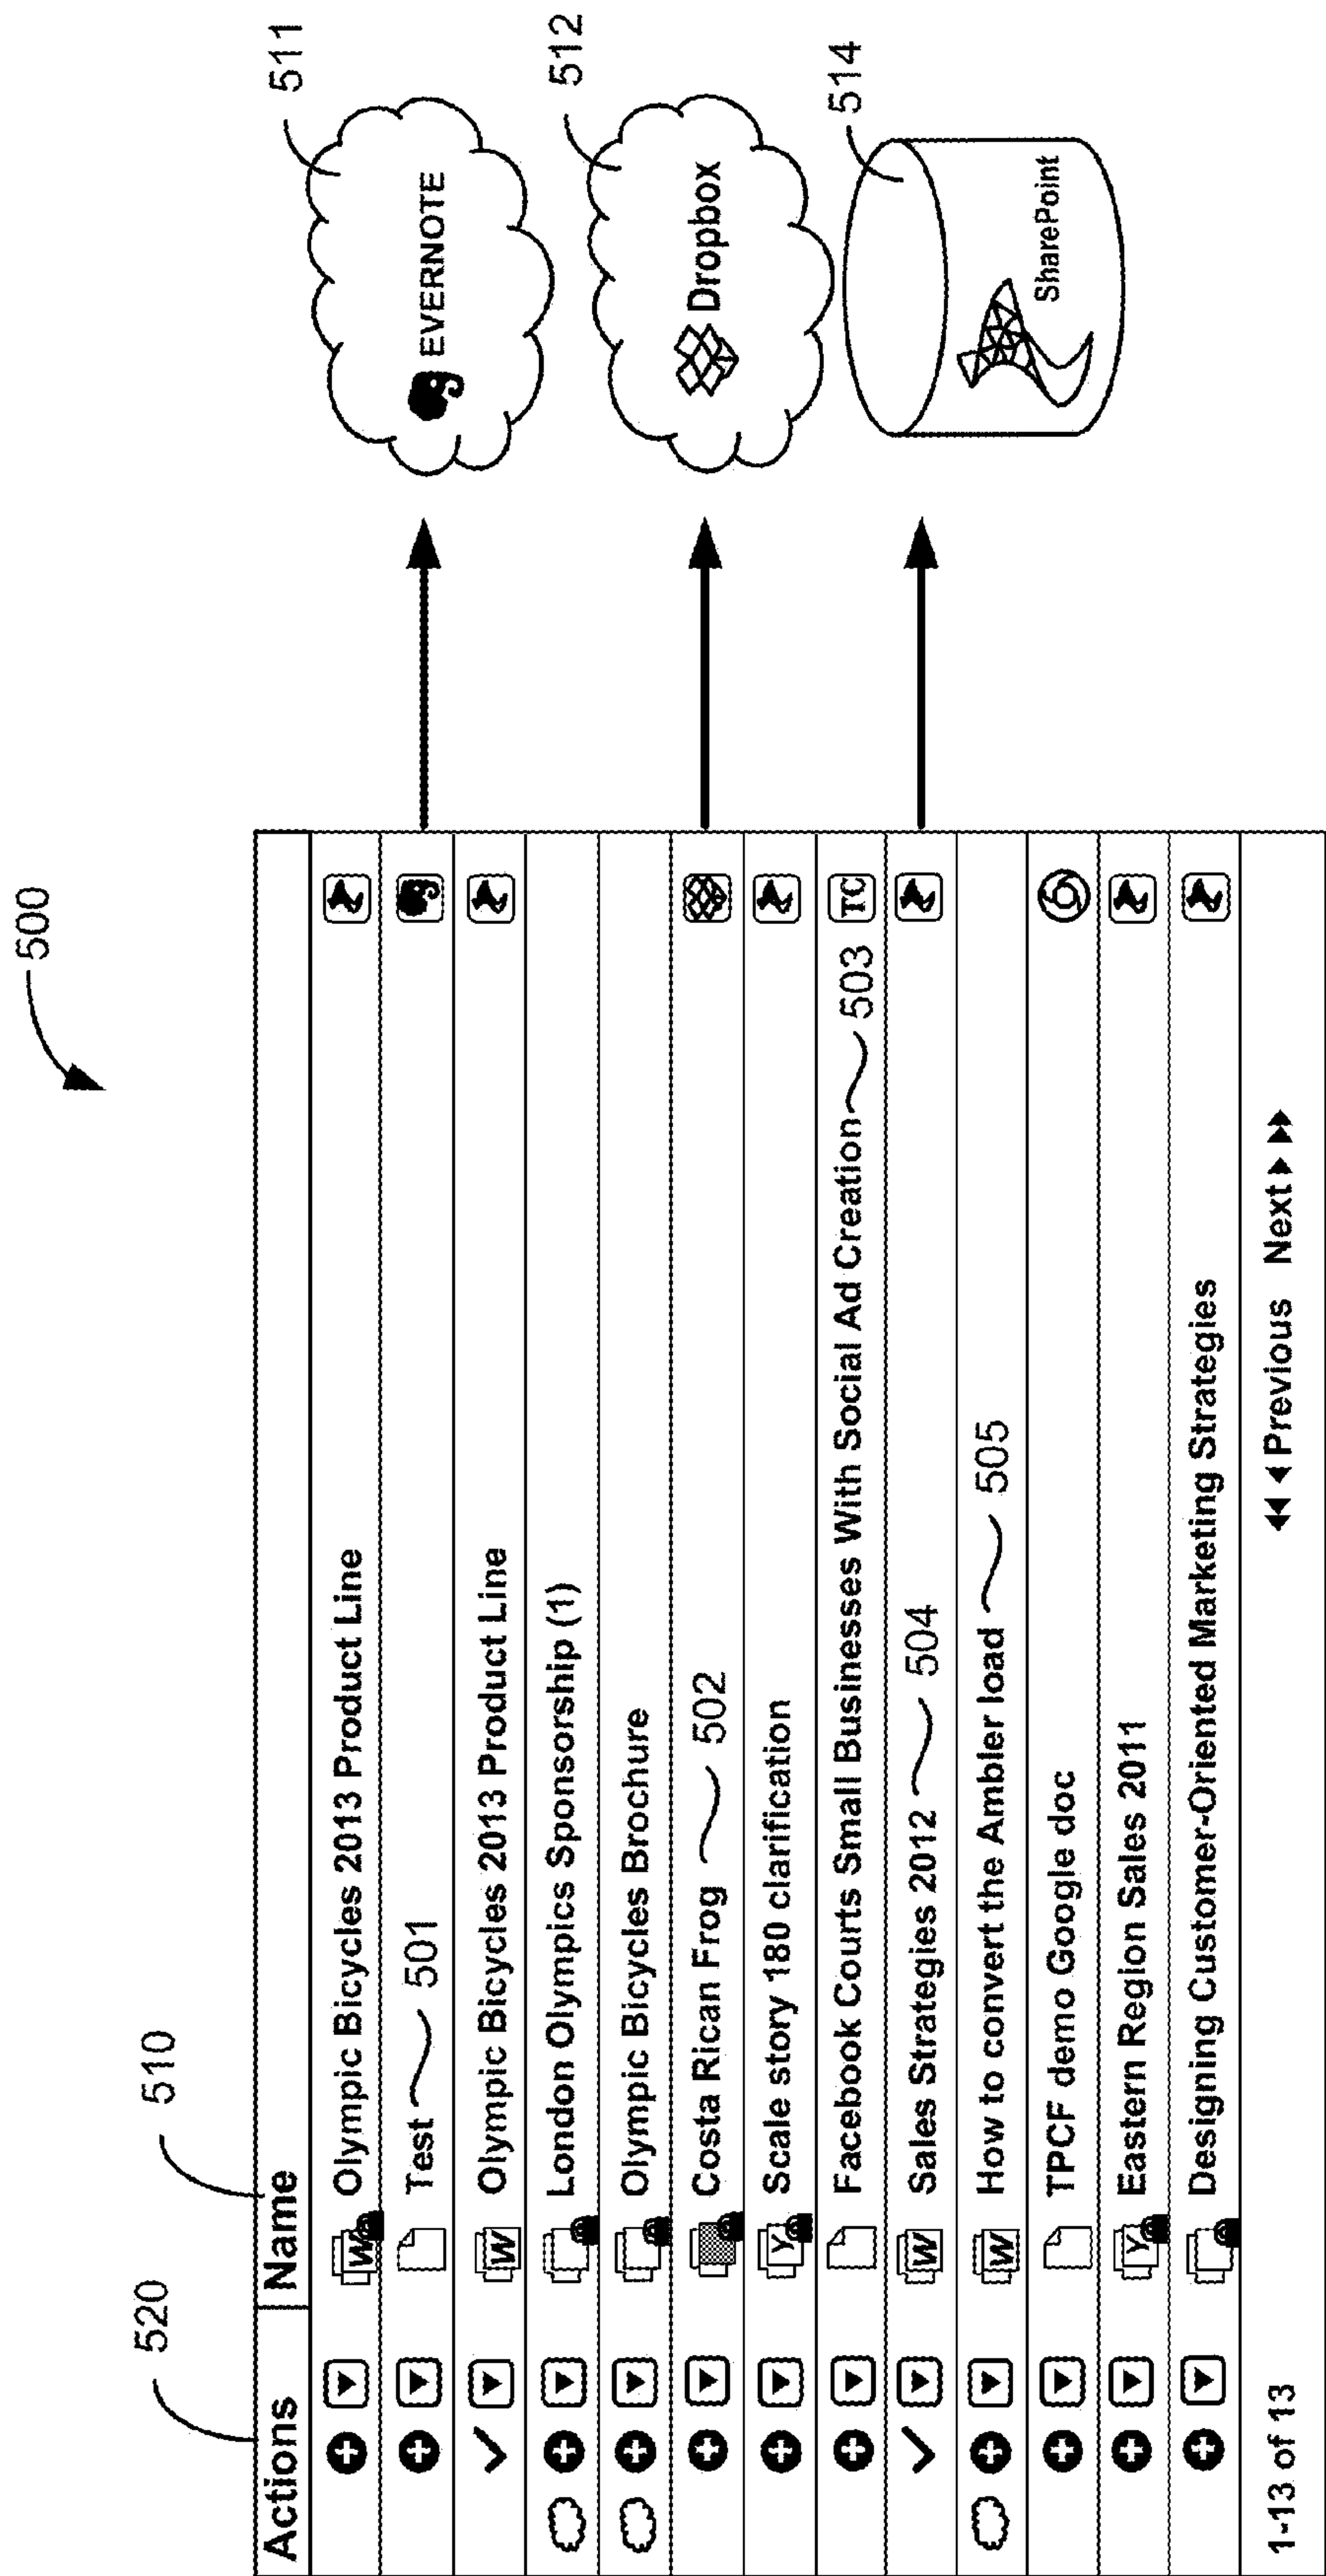 500
520
510
Actions
Name
Olympic Bicycles 2013 Product Line
Test 501
Olympic Bicycles 2013 Product Line
London Olympics Sponsorship (1)
Olympic Bicycles Brochure
Costa Rican Frog 502
Scale story 180 clarification
Facebook Courts Small Businesses With Social Ad Creation 503 TC
Sales Strategies 2012 504
How to convert the Ambler load 505
TPCF demo Google doc
Eastern Region Sales 2011
Designing Customer-Oriented Marketing Strategies
1-13 of 13
Previous Next
W
W
Y
W
W
Y
511
EVERNOTE
512
Dropbox
514
SharePoint